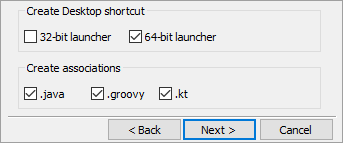 Create Desktop shortcut
32-bit launcher 64-bit launcher
Create associations
.java .groovy .kt
< Back Next > Cancel